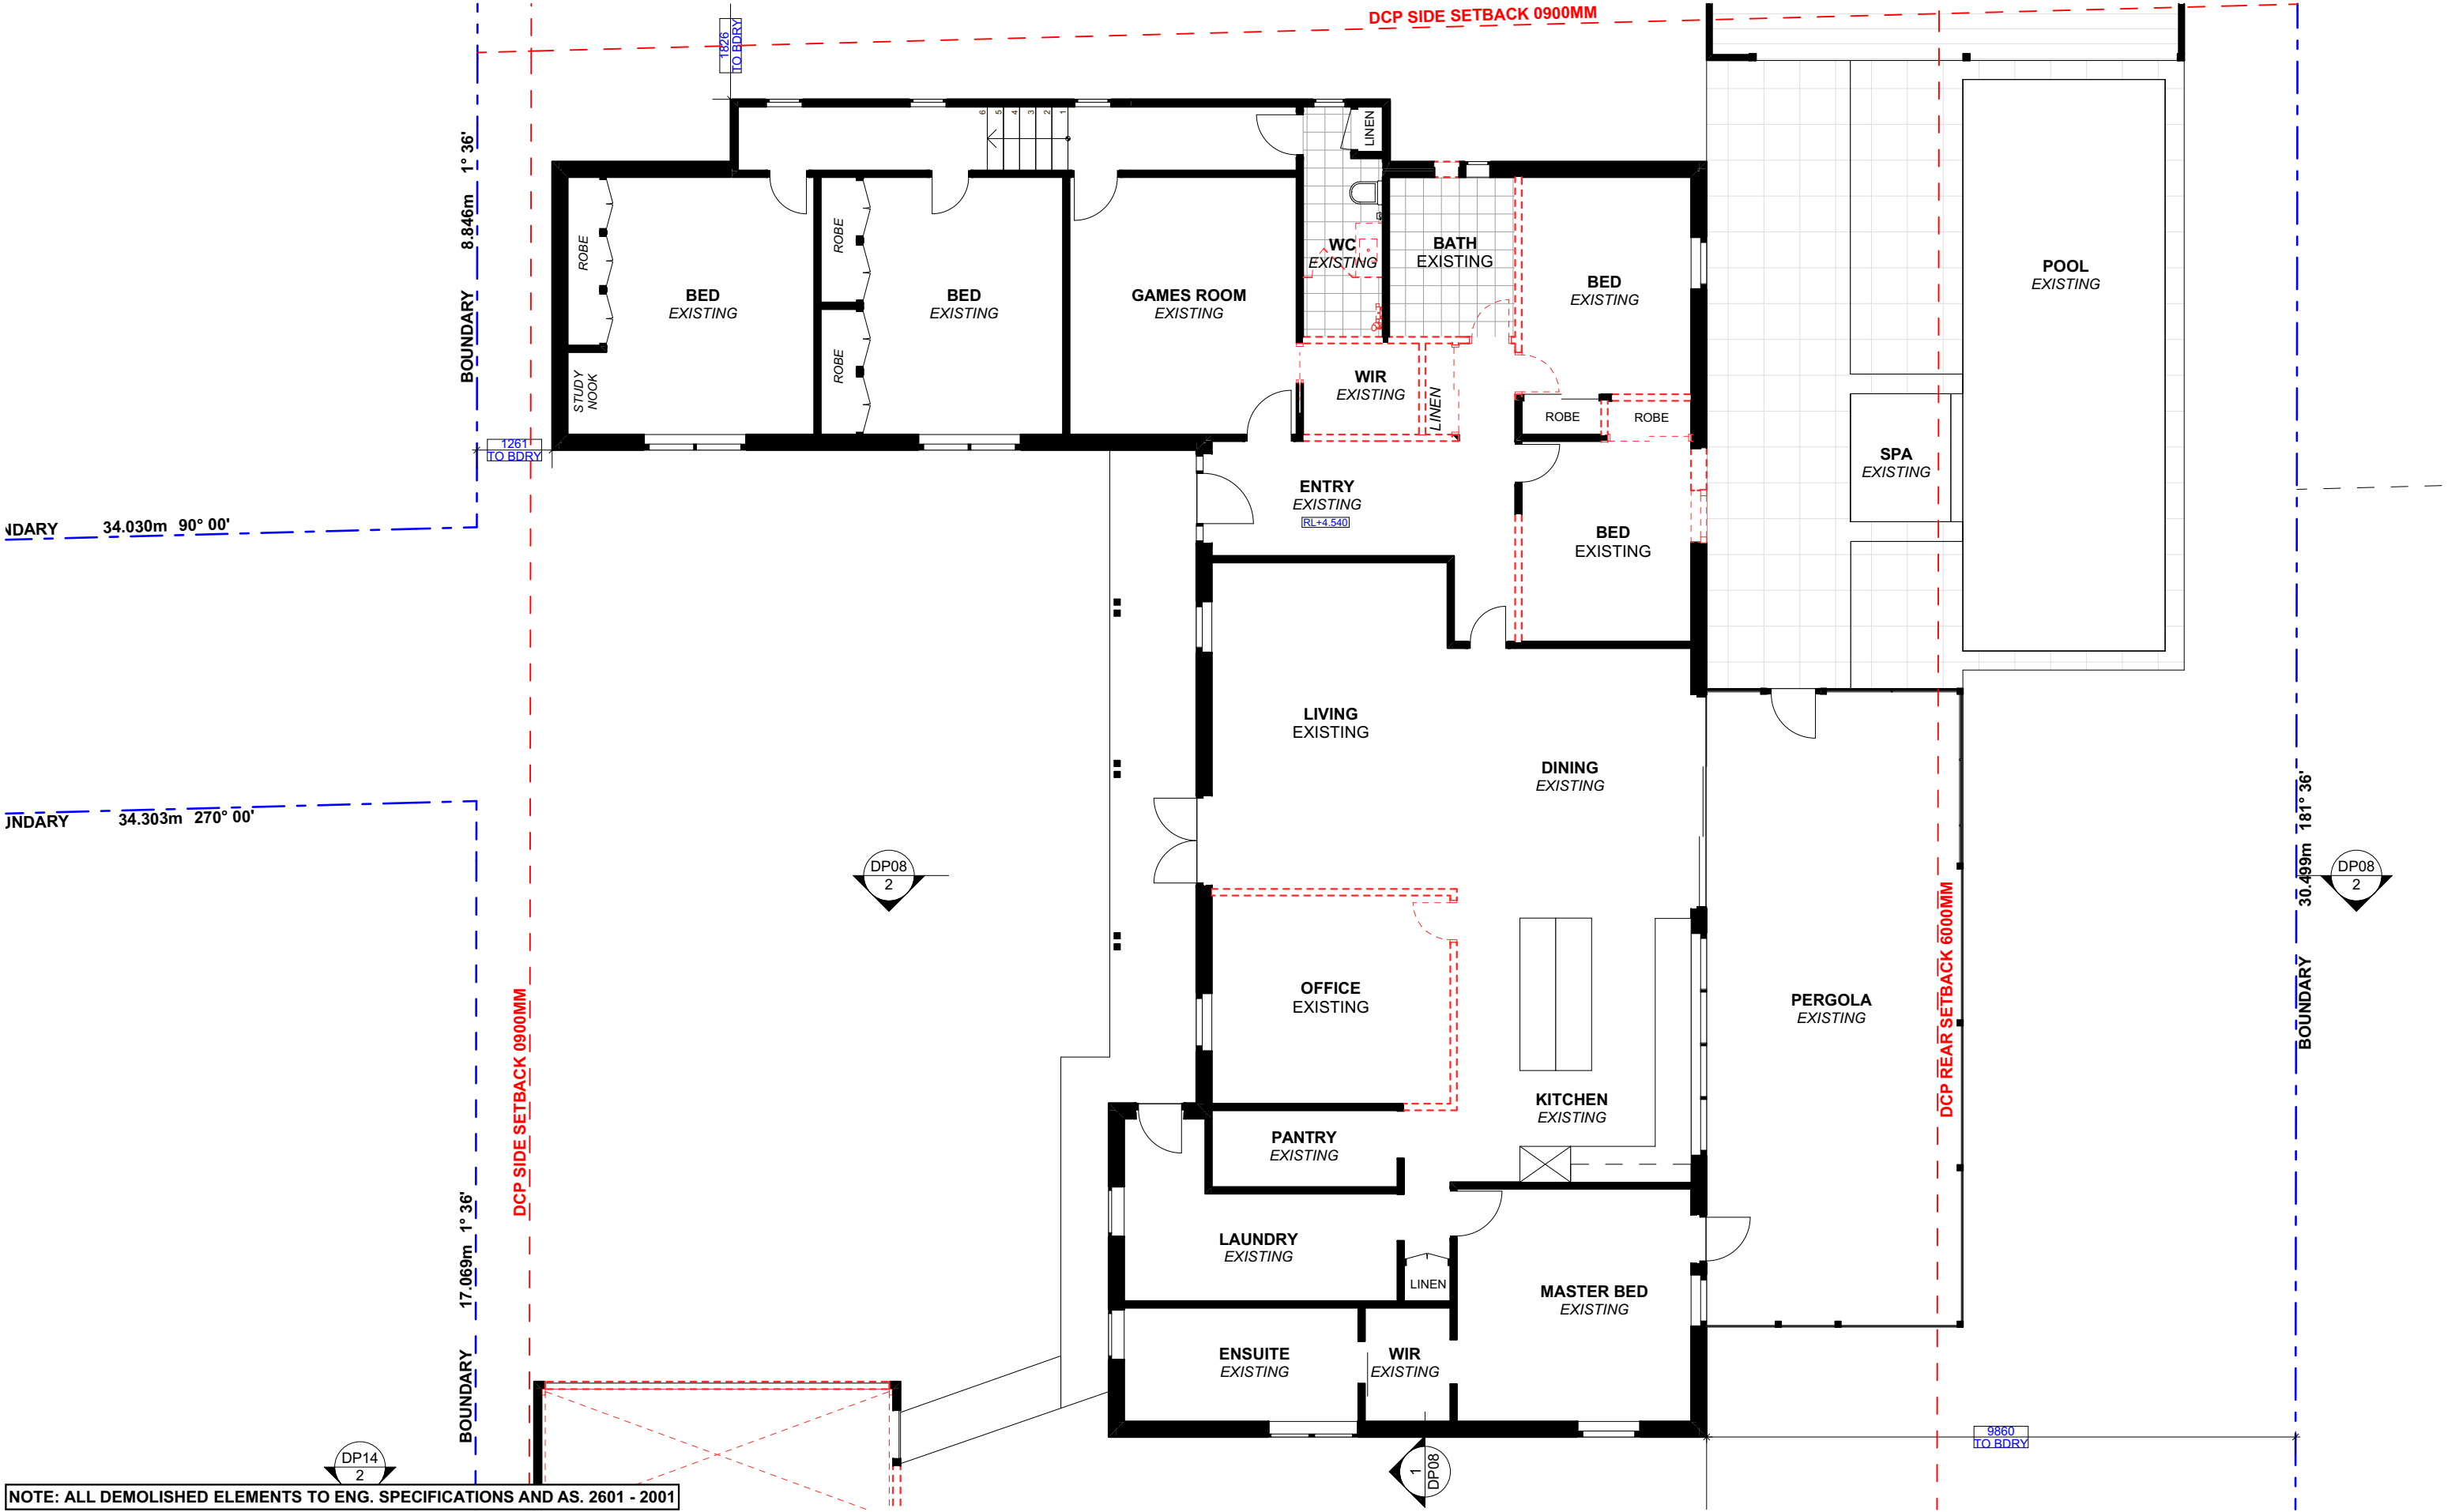 DCP SIDE SETBACK 0900MM
1826
TO BDRY
BOUNDARY 8.846m 1° 36'
6
5
4
3
2
1
LINEN
ROBE
ROBE
WC
EXISTING
BATH
EXISTING
BED
EXISTING
POOL
EXISTING
BED
EXISTING
BED
EXISTING
GAMES ROOM
EXISTING
STUDY
NOOK
ROBE
WIR
EXISTING
LINEN
ROBE
ROBE
1261
TO BDRY
SPA
EXISTING
ENTRY
EXISTING
RL+4.540
NDARY 34.030m 90° 00'
BED
EXISTING
LIVING
EXISTING
DINING
EXISTING
UNDARY 34.303m 270° 00'
BOUNDARY 30.499m 181° 36'
DP08
2
DP08
2
DCP REAR SETBACK 6000MM
OFFICE
EXISTING
PERGOLA
EXISTING
DCP SIDE SETBACK 0900MM
KITCHEN
EXISTING
PANTRY
EXISTING
BOUNDARY 17.069m 1° 36'
LAUNDRY
EXISTING
LINEN
MASTER BED
EXISTING
ENSUITE
EXISTING
WIR
EXISTING
9860
TO BDRY
DP14
2
1
DP08
NOTE: ALL DEMOLISHED ELEMENTS TO ENG. SPECIFICATIONS AND AS. 2601 - 2001